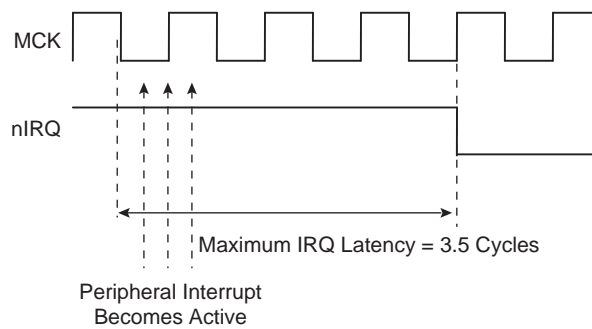 MCK
nIRQ
Maximum IRQ Latency = 3.5 Cycles
Peripheral Interrupt
Becomes Active